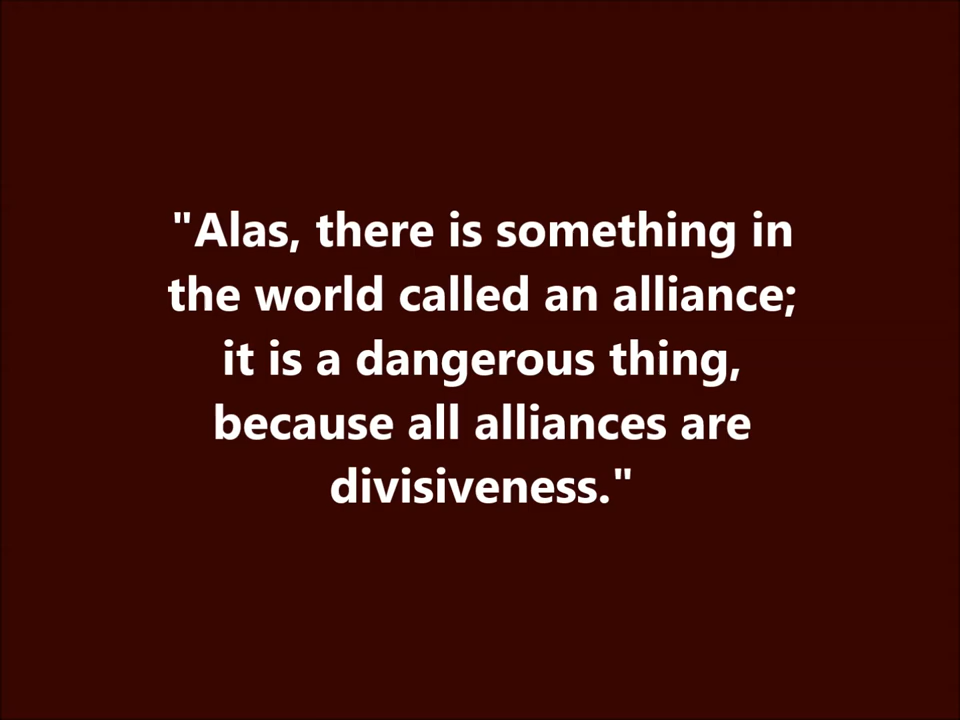 "Alas, there is something in
the world called an alliance;
it is a dangerous thing,
because all alliances are
divisiveness."